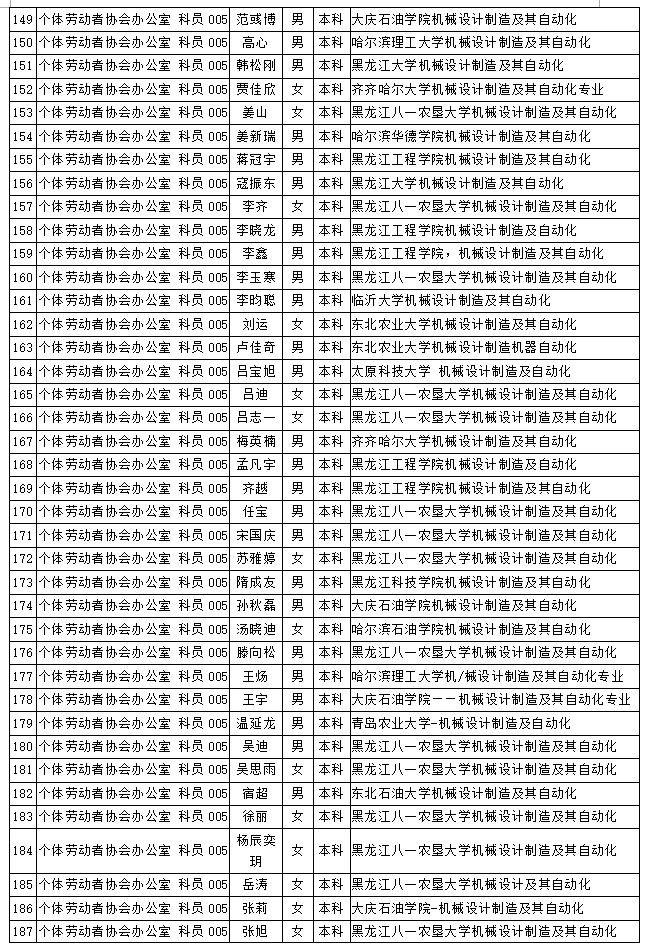 149 个体劳动者协会办公室 科员 005 范彧博 男 本科 大庆石油学院机械设计制造及其自动化
150 个体劳动者协会办公室 科员 005 高心 男 本科 哈尔滨理工大学机械设计制造及其自动化
151 个体劳动者协会办公室 科员 005 韩松刚 男 本科 黑龙江大学机械设计制造及其自动化
152 个体劳动者协会办公室 科员 005 贾佳欣 女 本科 齐齐哈尔大学机械设计制造及其自动化专业
153 个体劳动者协会办公室 科员 005 姜山 女 本科 黑龙江八一农垦大学机械设计制造及其自动化
154 个体劳动者协会办公室 科员 005 姜新瑞 男 本科 哈尔滨华德学院机械设计制造及其自动化
155 个体劳动者协会办公室 科员 005 蒋冠宇 男 本科 黑龙江工程学院机械设计制造及其自动化
156 个体劳动者协会办公室 科员 005 寇振东 男 本科 黑龙江大学机械设计制造及其自动化
157 个体劳动者协会办公室 科员 005 李齐 女 本科 黑龙江八一农垦大学机械设计制造及其自动化
158 个体劳动者协会办公室 科员 005 李晓龙 男 本科 黑龙江工程学院机械设计制造及自动化
159 个体劳动者协会办公室 科员 005 李鑫 男 本科 黑龙江工程学院，机械设计制造及其自动化
160 个体劳动者协会办公室 科员 005 李玉寒 男 本科 黑龙江八一农垦大学机械设计制造及其自动化
161 个体劳动者协会办公室 科员 005 李昀聪 男 本科 临沂大学机械设计制造及其自动化
162 个体劳动者协会办公室 科员 005 刘运 女 本科 东北农业大学机械设计制造及其自动化
163 个体劳动者协会办公室 科员 005 卢佳奇 男 本科 东北农业大学机械设计制造机器自动化
164 个体劳动者协会办公室 科员 005 吕宝旭 男 本科 太原科技大学 机械设计制造及自动化
165 个体劳动者协会办公室 科员 005 吕迪 女 本科 黑龙江八一农垦大学机械设计制造及其自动化
166 个体劳动者协会办公室 科员 005 吕志一 女 本科 黑龙江八一农垦大学机械设计制造及其自动化
167 个体劳动者协会办公室 科员 005 梅英楠 男 本科 齐齐哈尔大学机械设计制造及其自动化
168 个体劳动者协会办公室 科员 005 孟凡宇 男 本科 黑龙江工程学院机械设计制造及自动化
169 个体劳动者协会办公室 科员 005 齐越 男 本科 黑龙江工程学院机械设计制造及其自动化
170 个体劳动者协会办公室 科员 005 任宝 男 本科 黑龙江八一农垦大学机械设计制造及其自动化
171 个体劳动者协会办公室 科员 005 宋国庆 男 本科 黑龙江八一农垦大学机械设计制造及其自动化
172 个体劳动者协会办公室 科员 005 苏雅婷 女 本科 黑龙江八一农垦大学机械设计制造及其自动化
173 个体劳动者协会办公室 科员 005 隋成友 男 本科 黑龙江科技学院机械设计制造及其自动化
174 个体劳动者协会办公室 科员 005 孙秋磊 男 本科 大庆石油学院机械设计制造及其自动化
175 个体劳动者协会办公室 科员 005 汤晓迪 女 本科 哈尔滨石油学院机械设计制造及其自动化
176 个体劳动者协会办公室 科员 005 滕向松 男 本科 黑龙江八一农垦大学机械设计制造及其自动化
177 个体劳动者协会办公室 科员 005 王炀 男 本科 哈尔滨理工大学机/械设计制造及其自动化专业
178 个体劳动者协会办公室 科员 005 王宇 男 本科 大庆石油学院——机械设计制造及其自动化专业
179 个体劳动者协会办公室 科员 005 温延龙 男 本科 青岛农业大学-机械设计制造及自动化
180 个体劳动者协会办公室 科员 005 吴迪 男 本科 黑龙江八一农垦大学机械设计制造及其自动化
181 个体劳动者协会办公室 科员 005 吴思雨 女 本科 黑龙江八一农垦大学机械设计制造及其自动化
182 个体劳动者协会办公室 科员 005 宿超 男 本科 东北石油大学机械设计制造及其自动化
183 个体劳动者协会办公室 科员 005 徐丽 女 本科 黑龙江八一农垦大学机械设计制造及其自动化
184 个体劳动者协会办公室 科员 005 杨辰奕 女 本科 黑龙江八一农垦大学机械设计制造及其自动化
玥
185 个体劳动者协会办公室 科员 005 岳涛 女 本科 黑龙江八一农垦大学机械设计及其自动化
186 个体劳动者协会办公室 科员 005 张莉 女 本科 大庆石油学院-机械设计制造及其自动化
187 个体劳动者协会办公室 科员 005 张旭 男 本科 黑龙江八一农垦大学机械设计制造及其自动化